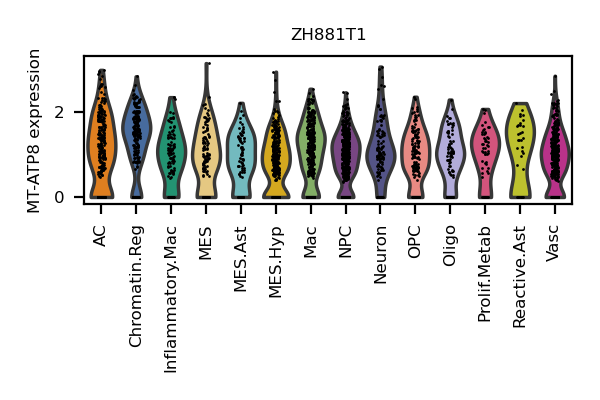 ZH881T1
MT-ATP8 expression
2
0
AC
Chromatin.Reg
Inflammatory.Mac
MES
MES.Ast
MES.Hyp
Mac
NPC
Neuron
OPC
Oligo
Prolif.Metab
Reactive.Ast
Vasc